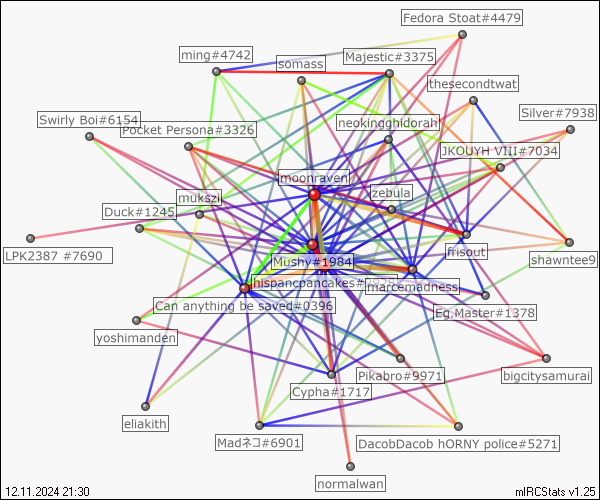 Fedora Stoat#4479
ming#4742
somass
Majestic#3375
thesecondtwat
Swirly Boi#6154
Pocket Persona#3326
neokingghidorah
Silver#7938
JKOUYH VIII#7034
moonraven
zebula
mukszi
Duck#1245
LPK2387 #7690
Mushy#1984
frisout
shawntee9
hispancpancakes#
marcemadness
Can anything be saved#0396
Eg.Master#1378
yoshimanden
Pikabro#9971
bigcitysamurai
Cypha#1717
eliakith
Madネコ#6901
DacobDacob hORNY police#5271
normalwan
12.11.2024 21:30
mIRCStats v1.25